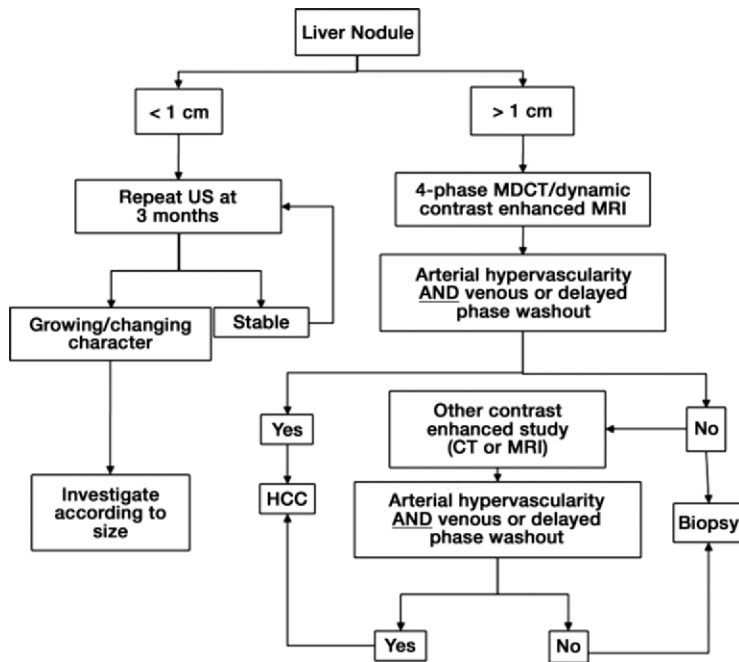 Liver Nodule
< 1 cm
> 1 cm
Repeat US at
3 months
4-phase MDCT/dynamic
contrast enhanced MRI
Arterial hypervascularity
AND venous or delayed
phase washout
Growing/changing
character
Stable
Yes
Other contrast
enhanced study
(CT or MRI)
No
Investigate
according to
size
HCC
Arterial hypervascularity
AND venous or delayed
phase washout
Biopsy
Yes
No